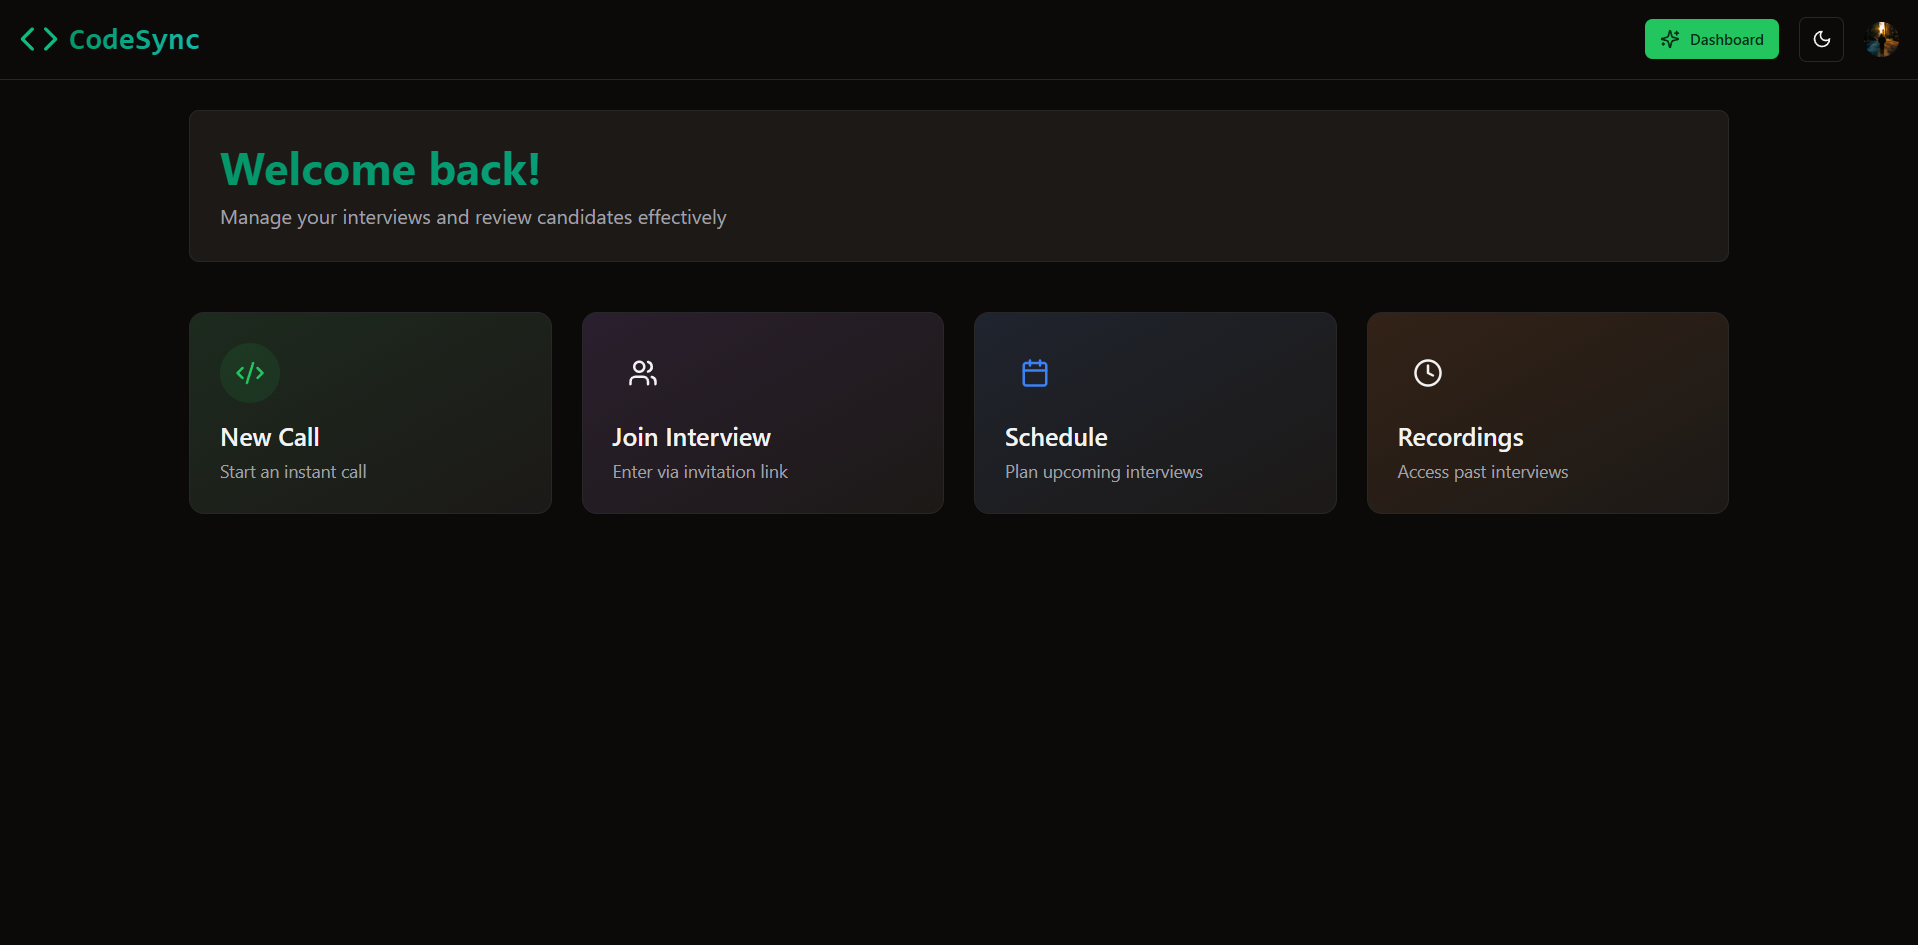 CodeSync
Dashboard
Welcome back!
Manage your interviews and review candidates effectively
New Call
Start an instant call
Join Interview
Enter via invitation link
Schedule
Plan upcoming interviews
Recordings
Access past interviews